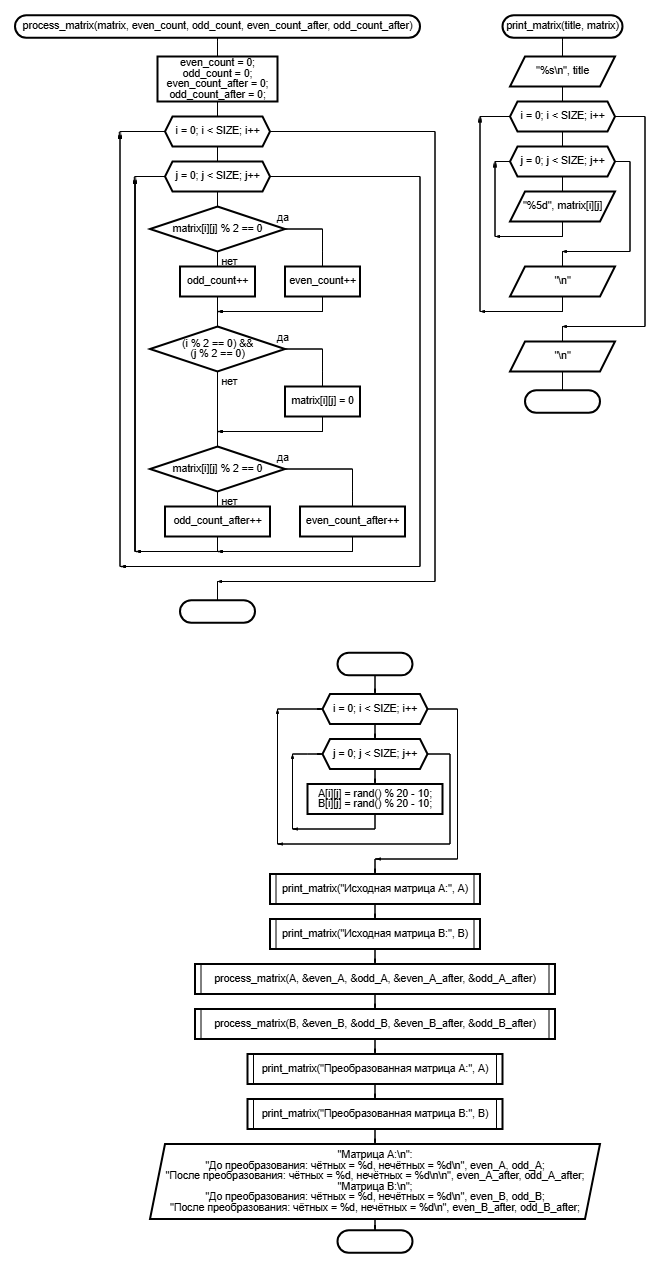 process_matrix(matrix, even_count, odd_count, even_count_after, odd_count_after)
even_count = 0;
odd_count = 0;
even_count_after = 0;
odd_count_after = 0;
i = 0; i < SIZE; i++
j = 0; j < SIZE; j++
matrix[i][j] % 2 == 0
да
нет
odd_count++
even_count++
(i % 2 == 0) &&
(j % 2 == 0)
да
нет
matrix[i][j] = 0
matrix[i][j] % 2 == 0
да
нет
odd_count_after++
even_count_after++
print_matrix(title, matrix)
"%s\n", title
i = 0; i < SIZE; i++
j = 0; j < SIZE; j++
"%5d", matrix[i][j]
"\n"
"\n"
i = 0; i < SIZE; i++
j = 0; j < SIZE; j++
A[i][j] = rand() % 20 - 10;
B[i][j] = rand() % 20 - 10;
print_matrix("Исходная матрица A:", A)
print_matrix("Исходная матрица B:", B)
process_matrix(A, &even_A, &odd_A, &even_A_after, &odd_A_after)
process_matrix(B, &even_B, &odd_B, &even_B_after, &odd_B_after)
print_matrix("Преобразованная матрица A:", A)
print_matrix("Преобразованная матрица B:", B)
"Матрица A:\n":
"До преобразования: чётных = %d, нечётных = %d\n", even_A, odd_A;
"После преобразования: чётных = %d, нечётных = %d\n\n", even_A_after, odd_A_after;
"Матрица B:\n";
"До преобразования: чётных = %d, нечётных = %d\n", even_B, odd_B;
"После преобразования: чётных = %d, нечётных = %d\n", even_B_after, odd_B_after;